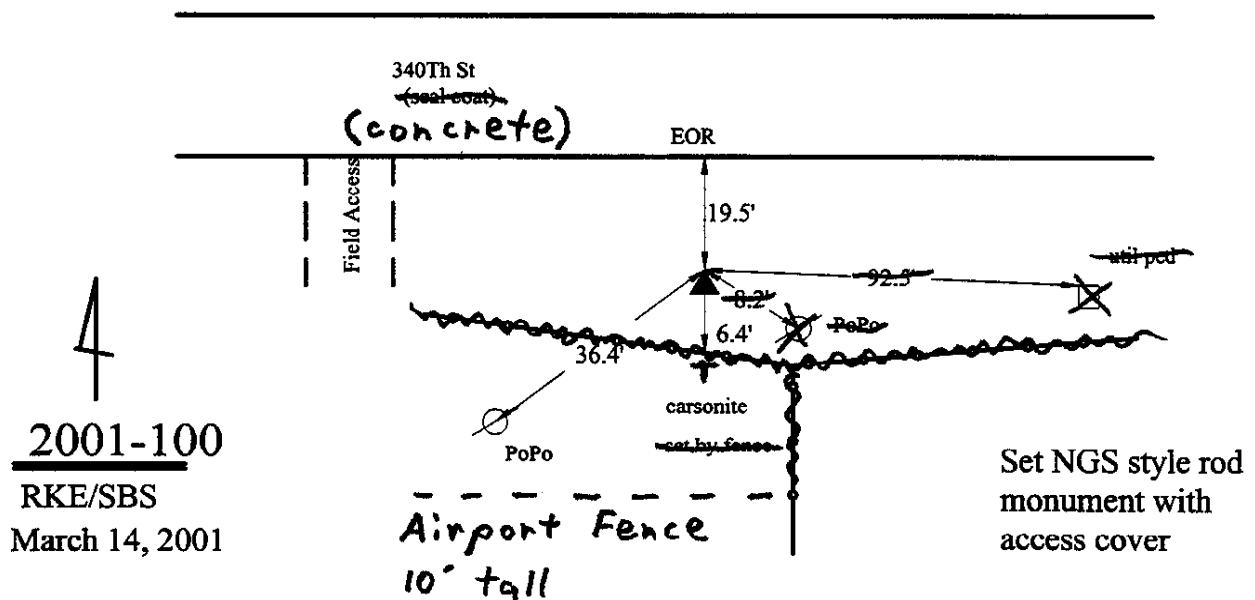 340Th St
(seal coat)
(concrete)
EOR
Field Access
19.5'
util ped
92.3'
8.2'
PoPo
6.4'
36.4'
carsonite
set by fence
PoPo
2001-100
RKE/SBS
March 14, 2001
Airport Fence
10' tall
Set NGS style rod
monument with
access cover